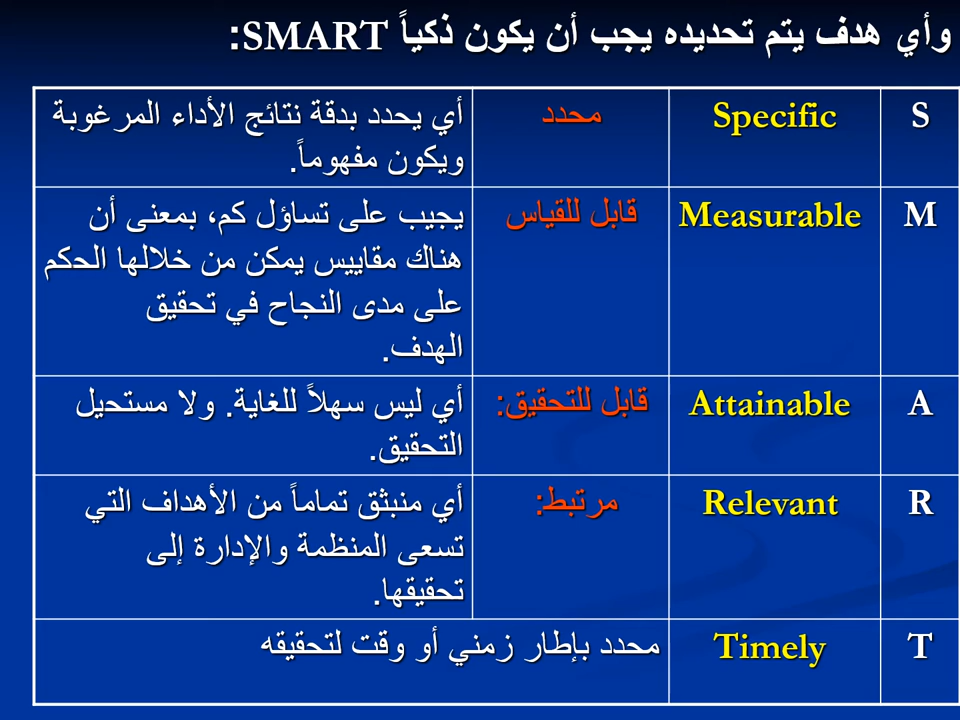 وأي هدف يتم تحديده يجب أن يكون ذكياً SMART:
S
Specific
محدد
أي يحدد بدقة نتائج الأداء المرغوبة
ويكون مفهوماً.
M
Measurable
قابل للقياس
يجيب على تساؤل كم، بمعنى أن
هناك مقاييس يمكن من خلالها الحكم
على مدى النجاح في تحقيق
الهدف.
A
Attainable
قابل للتحقيق:
أي ليس سهلاً للغاية. ولا مستحيل
التحقيق.
R
Relevant
مرتبط:
أي منبثق تماماً من الأهداف التي
تسعى المنظمة والإدارة إلى
تحقيقها.
T
Timely
محدد بإطار زمني أو وقت لتحقيقه